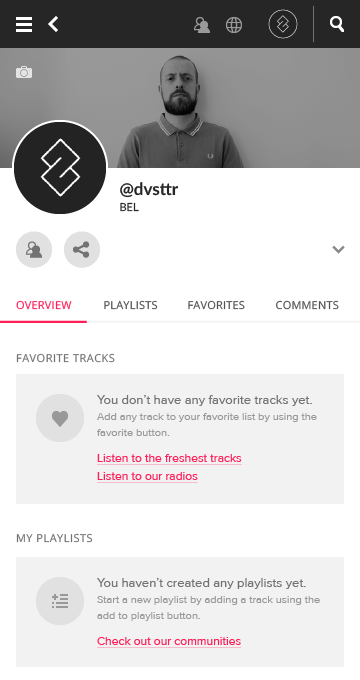 @dvsttr
BEL
OVERVIEW PLAYLISTS FAVORITES COMMENTS
FAVORITE TRACKS
You don't have any favorite tracks yet.
Add any track to your favorite list by using the
favorite button.
Listen to the freshest tracks
Listen to our radios
MY PLAYLISTS
You haven't created any playlists yet.
Start a new playlist by adding a track using the
add to playlist button.
Check out our communities